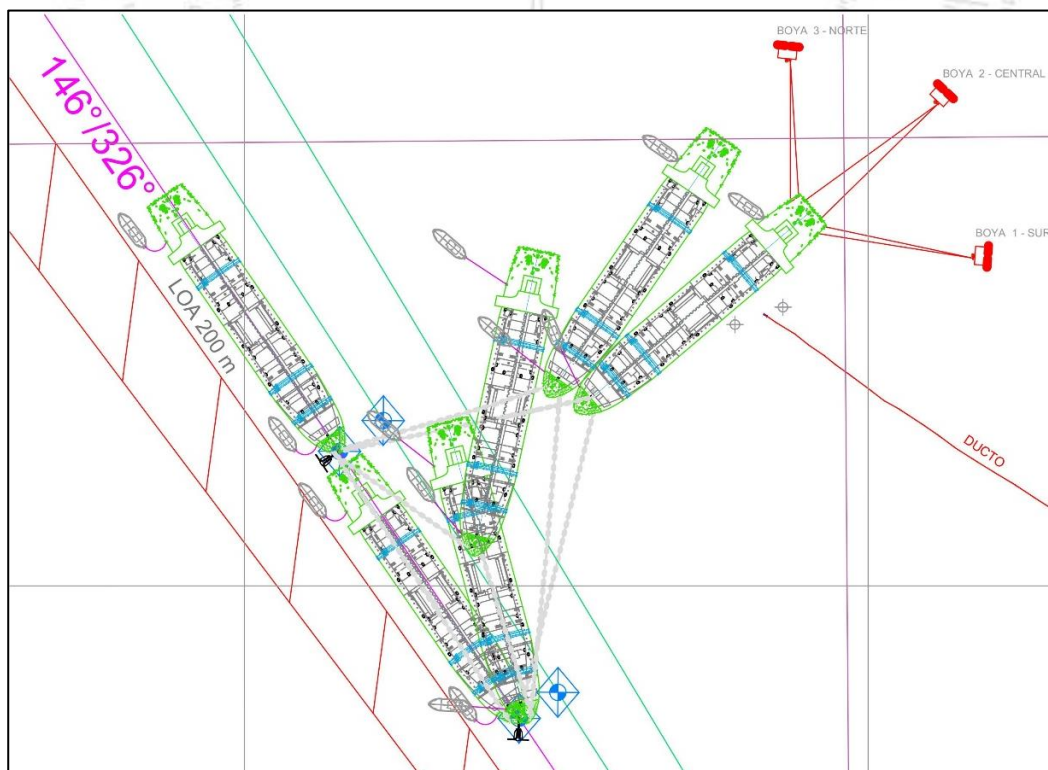 BOYA 3 - NORTE
BOYA 2 - CENTRAL
146°/326°
BOYA 1 - SUR
LOA 200 m
DUCTO